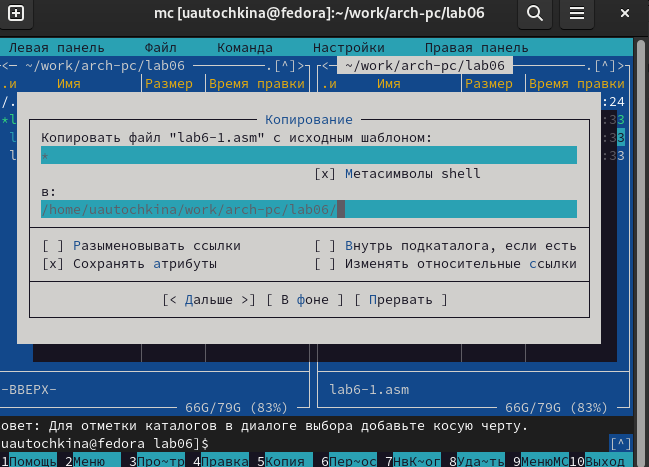 mc [uautochkina@fedora]:~/work/arch-pc/lab06
Левая панель Файл Команда Настройки Правая панель
<— ~/work/arch-pc/lab06 .[^]> <— ~/work/arch-pc/lab06 .[^]>
.и Имя Размер Время правки .и Имя Размер Время правки
/. :24
*l :33
l :33
l :33
Копирование
Копировать файл "lab6-1.asm" с исходным шаблоном:
*
[x] Метасимволы shell
в:
/home/uautochkina/work/arch-pc/lab06/
[ ] Разыменовывать ссылки [ ] Внутрь подкаталога, если есть
[x] Сохранять атрибуты [ ] Изменять относительные ссылки
[< Дальше >] [ В фоне ] [ Прервать ]
-ВВЕРХ- lab6-1.asm
66G/79G (83%) 66G/79G (83%)
овет: Для отметки каталогов в диалоге выбора добавьте косую черту.
uautochkina@fedora lab06]$ [^]
1Помощь 2Меню 3Про~тр 4Правка 5Копия 6Пер~ос 7НвК~ог 8Уда~ть 9МенюMC 10Выход